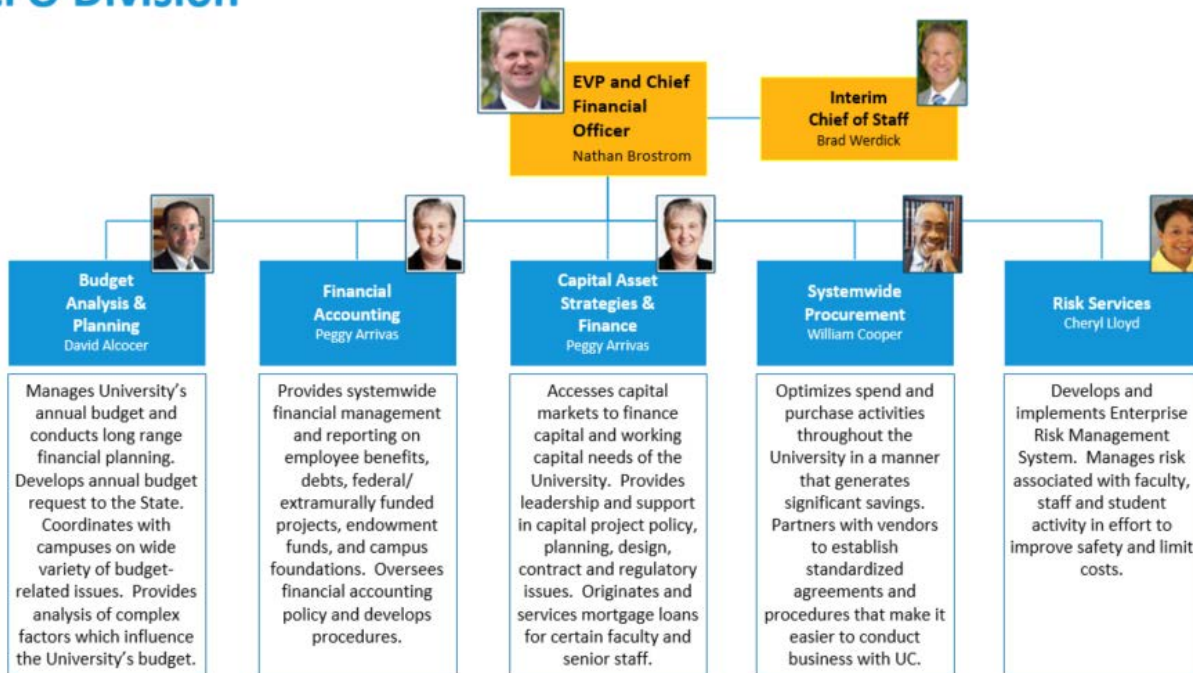 Division
EVP and Chief
Financial
Officer
Nathan Brostrom
Interim
Chief of Staff
Brad Werdick
Budget
Analysis &
Planning
David Alcocer
Manages University's
annual budget and
conducts long range
financial planning.
Develops annual budget
request to the State.
Coordinates with
campuses on wide
variety of budget-
related issues.  Provides
analysis of complex
factors which influence
the University's budget.
Financial
Accounting
Peggy Arrivas
Provides systemwide
financial management
and reporting on
employee benefits,
debts, federal/
extramurally funded
projects, endowment
funds, and campus
foundations.  Oversees
financial accounting
policy and develops
procedures.
Capital Asset
Strategies &
Finance
Peggy Arrivas
Accesses capital
markets to finance
capital and working
capital needs of the
University.  Provides
leadership and support
in capital project policy,
planning, design,
contract and regulatory
issues.  Originates and
services mortgage loans
for certain faculty and
senior staff.
Systemwide
Procurement
William Cooper
Optimizes spend and
purchase activities
throughout the
University in a manner
that generates
significant savings.
Partners with vendors
to establish
standardized
agreements and
procedures that make it
easier to conduct
business with UC.
Risk Services
Cheryl Lloyd
Develops and
implements Enterprise
Risk Management
System.  Manages risk
associated with faculty,
staff and student
activity in effort to
improve safety and limit
costs.